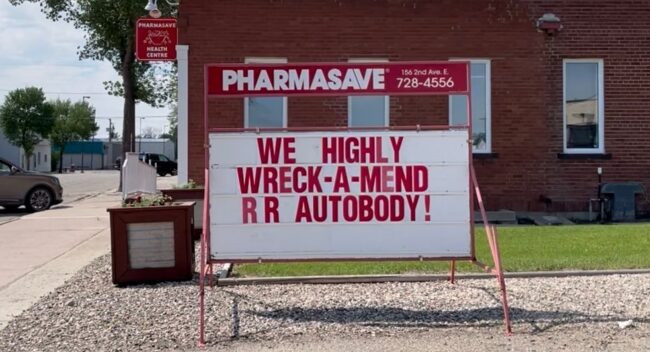 PHARMASAVE
HEALTH
CENTRE
PHARMASAVE
156 2nd Ave. E.
728-4556
WE HIGHLY
WRECK-A-MEND
R R AUTOBODY!